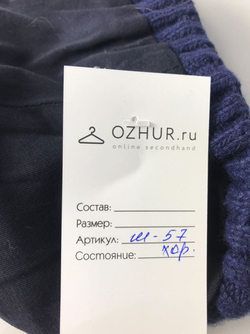 OZHUR.ru
online secondhand
Состав:
Размер:
Артикул: ш-57
Состояние: хор.